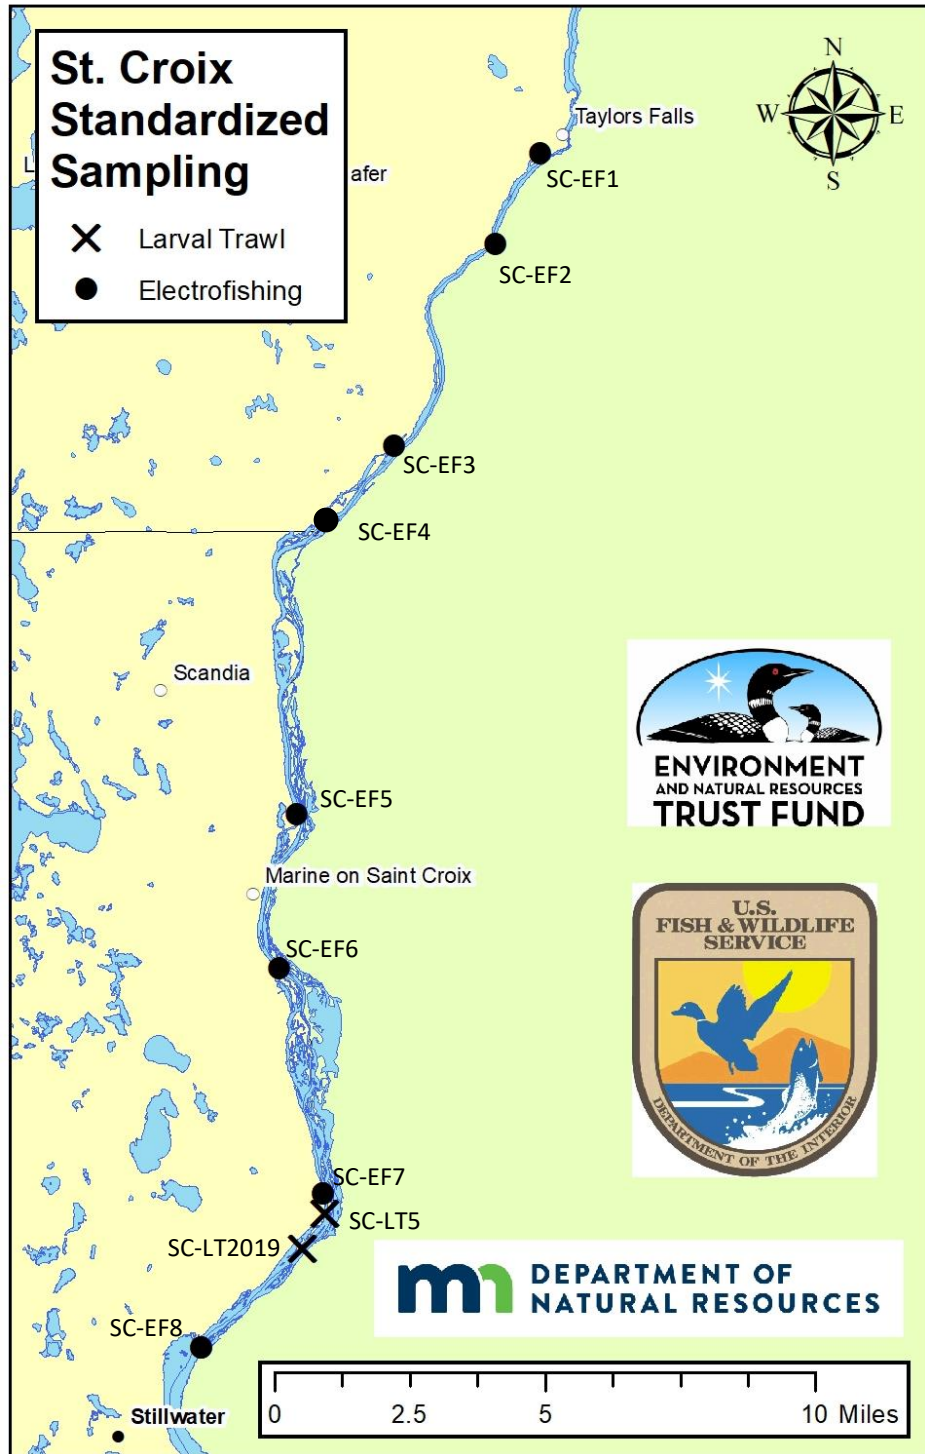 St. Croix
Standardized
Sampling
Larval Trawl
Electrofishing
L
afer
N
W
E
S
Taylors Falls
SC-EF1
SC-EF2
SC-EF3
SC-EF4
Scandia
SC-EF5
Marine on Saint Croix
SC-EF6
ENVIRONMENT
AND NATURAL RESOURCES
TRUST FUND
U.S.
FISH & WILDLIFE
SERVICE
DEPARTMENT OF THE INTERIOR
SC-EF7
SC-LT5
SC-LT2019
mn DEPARTMENT OF
NATURAL RESOURCES
SC-EF8
Stillwater
0 2.5 5 10 Miles